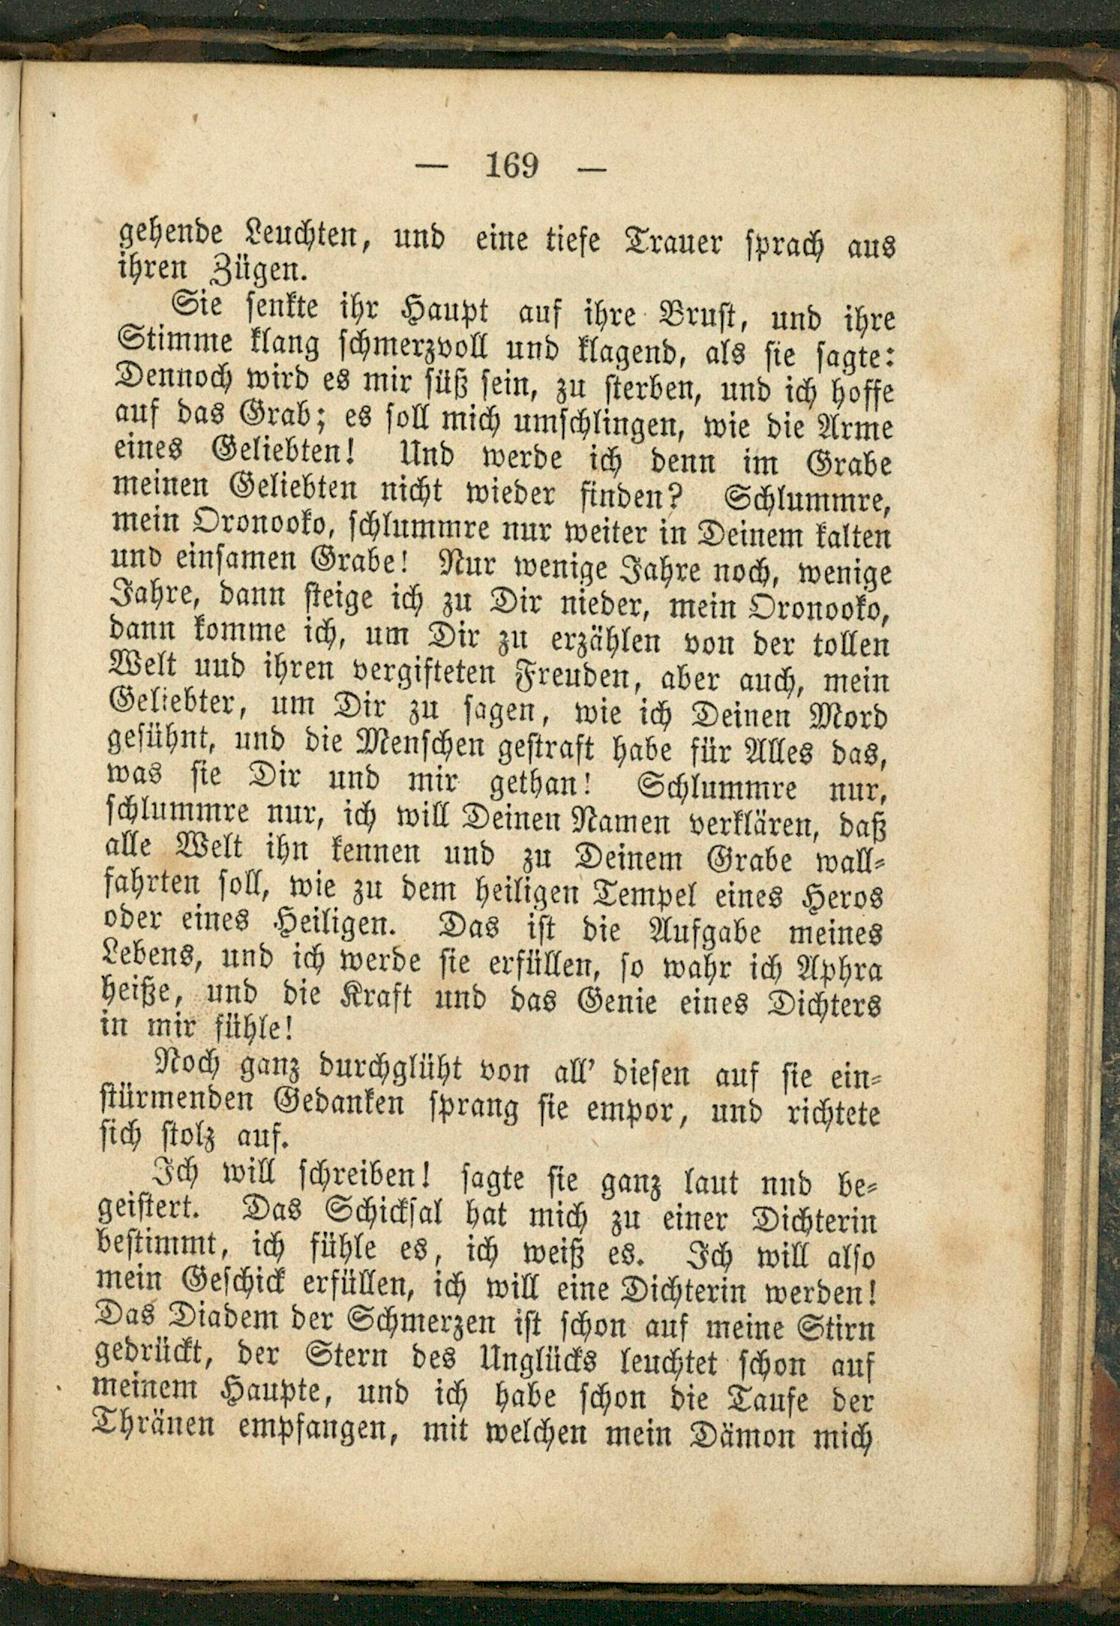 — 169 —
gehende Leuchten, und eine tiefe Trauer sprach aus
ihren Zügen.
Sie senkte ihr Haupt auf ihre Brust, und ihre
Stimme klang schmerzvoll und klagend, als sie sagte:
Dennoch wird es mir süß sein, zu sterben, und ich hoffe
auf das Grab; es soll mich umschlingen, wie die Arme
eines Geliebten! Und werde ich denn im Grabe
meinen Geliebten nicht wieder finden? Schlummre,
mein Oronooko, schlummre nur weiter in Deinem kalten
und einsamen Grabe! Nur wenige Jahre noch, wenige
Jahre, dann steige ich zu Dir nieder, mein Oronooko,
dann komme ich, um Dir zu erzählen von der tollen
Welt und ihren vergifteten Freuden, aber auch, mein
Geliebter, um Dir zu sagen, wie ich Deinen Mord
gesühnt, und die Menschen gestraft habe für Alles das,
was sie Dir und mir gethan! Schlummre nur,
schlummre nur, ich will Deinen Namen verklären, daß
alle Welt ihn kennen und zu Deinem Grabe wall-
fahrten soll, wie zu dem heiligen Tempel eines Heros
oder eines Heiligen. Das ist die Aufgabe meines
Lebens, und ich werde sie erfüllen, so wahr ich Aphra
heiße, und die Kraft und das Genie eines Dichters
in mir fühle!
Noch ganz durchglüht von all' diesen auf sie ein-
stürmenden Gedanken sprang sie empor, und richtete
sich stolz auf.
Ich will schreiben! sagte sie ganz laut nnd be-
geistert. Das Schicksal hat mich zu einer Dichterin
bestimmt, ich fühle es, ich weiß es. Ich will also
mein Geschick erfüllen, ich will eine Dichterin werden!
Das Diadem der Schmerzen ist schon auf meine Stirn
gedrückt, der Stern des Unglücks leuchtet schon auf
meinem Haupte, und ich habe schon die Taufe der
Thränen empfangen, mit welchen mein Dämon mich